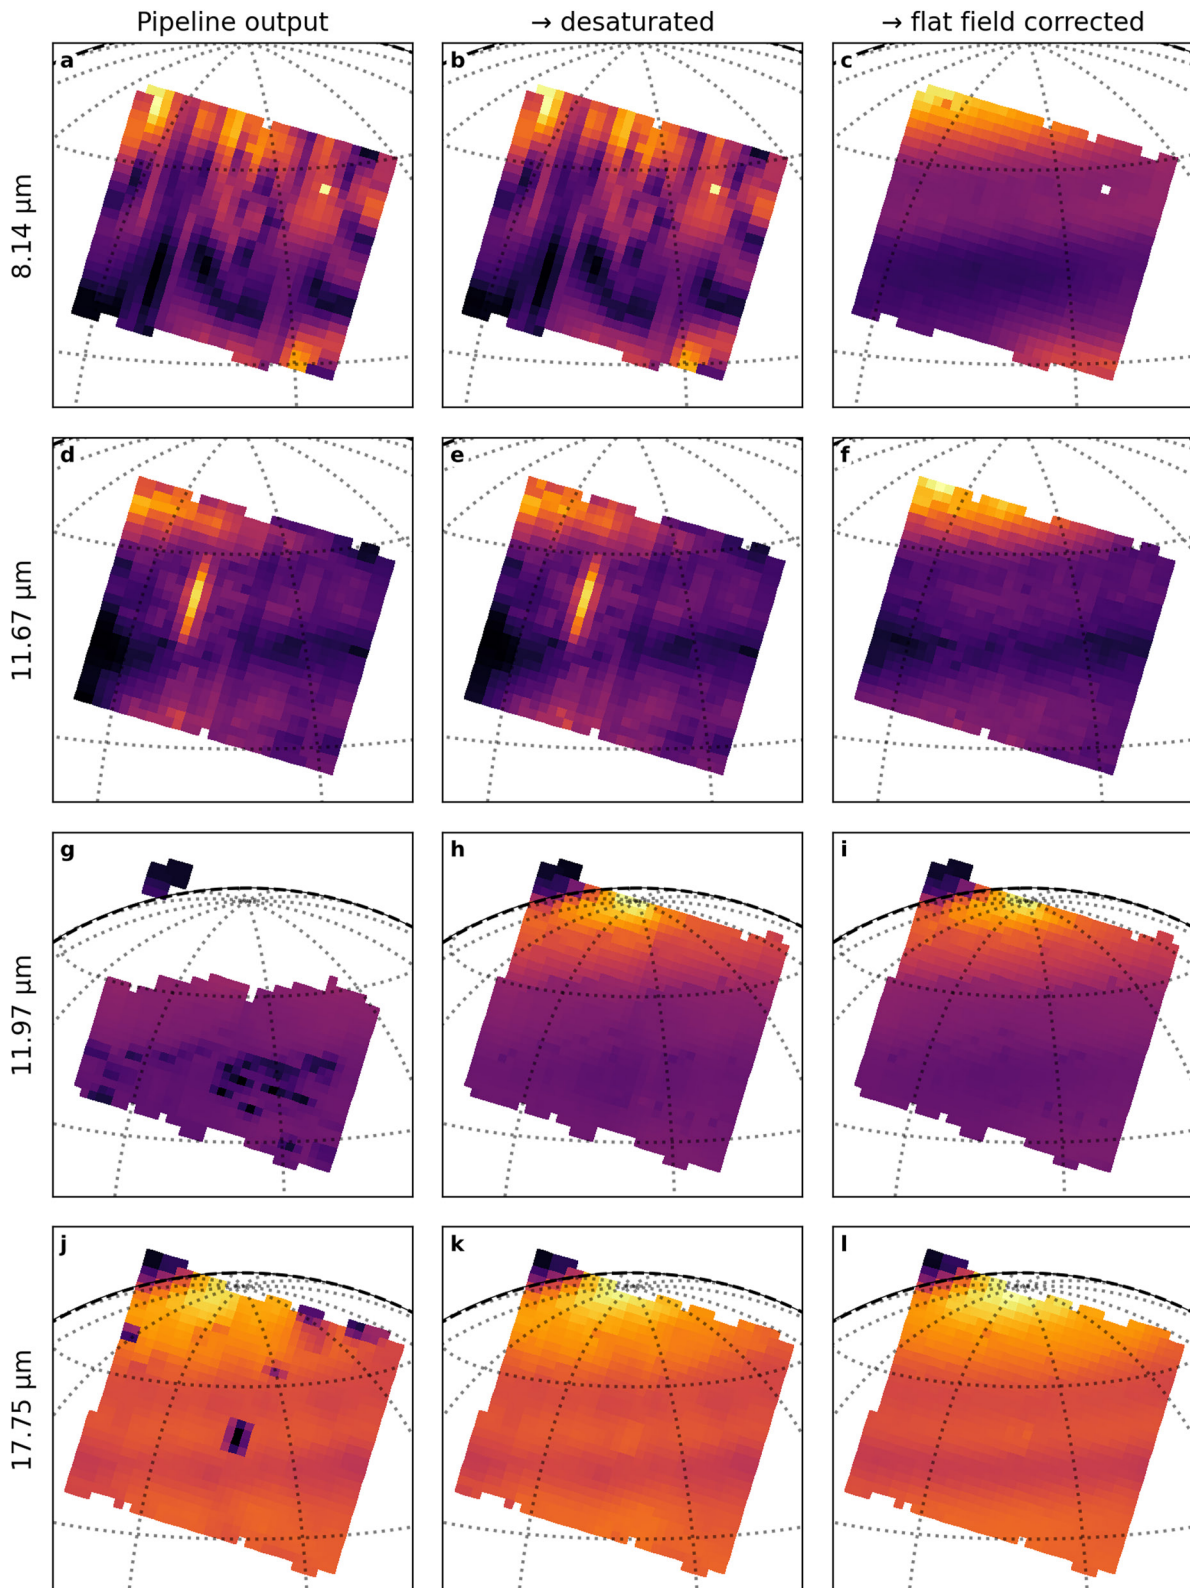 Pipeline output → desaturated → flat field corrected
8.14 µm
a b c
11.67 µm
d e f
11.97 µm
g h i
17.75 µm
j k l